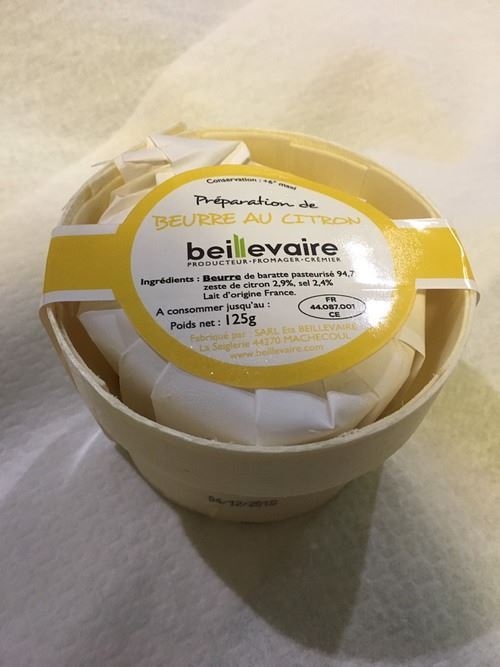 Conservation : +6° maxi
Préparation de
BEURRE AU CITRON
beillevaire
PRODUCTEUR·FROMAGER·CRÉMIER
Ingrédients : Beurre de baratte pasteurisé 94,7
zeste de citron 2,9%, sel 2,4%
Lait d'origine France.
A consommer jusqu'au :
FR
44.087.001
CE
Poids net : 125g
Fabriqué par : SARL Ets BEILLEVAIRE
La Seiglerie 44270 MACHECOUL
www.beillevaire.com